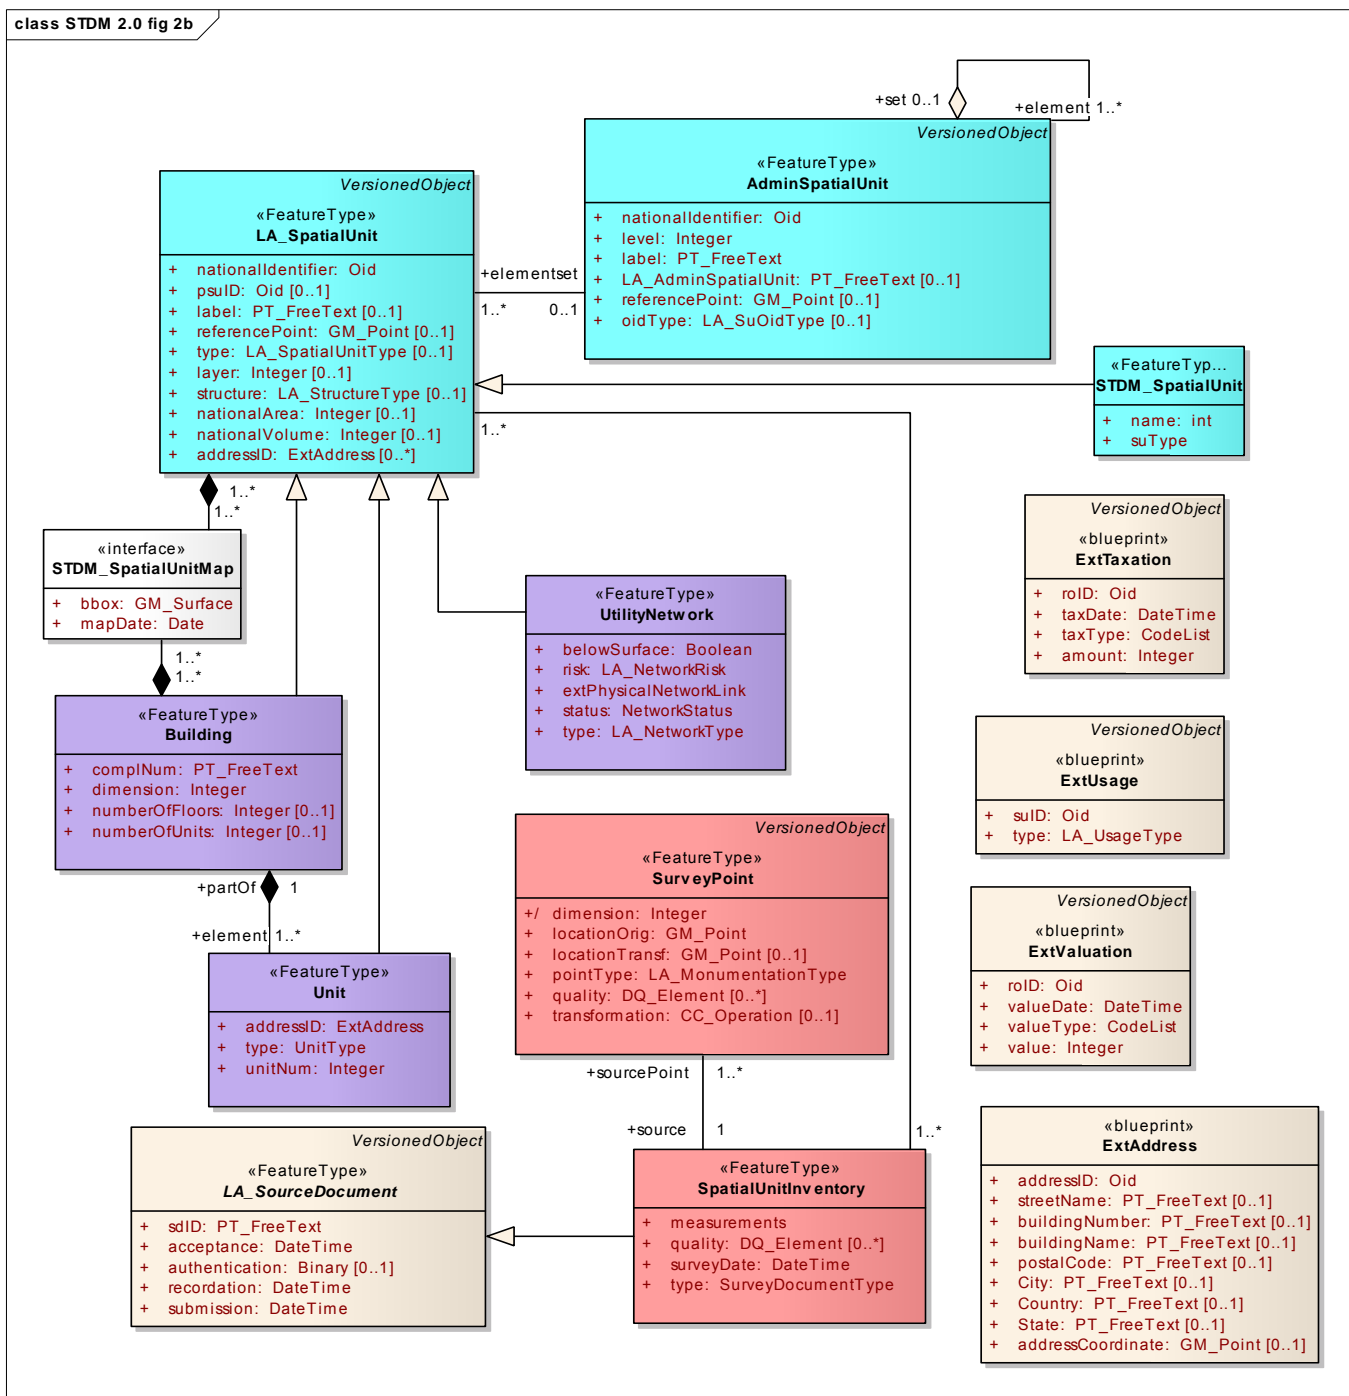 class STDM 2.0 fig 2b
+set 0..1
+element 1..*
VersionedObject
«FeatureType»
AdminSpatialUnit
+ nationalIdentifier: Oid
+ level: Integer
+ label: PT_FreeText
+ LA_AdminSpatialUnit: PT_FreeText [0..1]
+ referencePoint: GM_Point [0..1]
+ oidType: LA_SuOidType [0..1]
VersionedObject
«FeatureType»
LA_SpatialUnit
+ nationalIdentifier: Oid
+ psuID: Oid [0..1]
+ label: PT_FreeText [0..1]
+ referencePoint: GM_Point [0..1]
+ type: LA_SpatialUnitType [0..1]
+ layer: Integer [0..1]
+ structure: LA_StructureType [0..1]
+ nationalArea: Integer [0..1]
+ nationalVolume: Integer [0..1]
+ addressID: ExtAddress [0..*]
+elementset
1..*
0..1
«FeatureTyp...
STDM_SpatialUnit
+ name: int
+ suType
1..*
1..*
1..*
«interface»
STDM_SpatialUnitMap
+ bbox: GM_Surface
+ mapDate: Date
1..*
1..*
VersionedObject
«blueprint»
ExtTaxation
+ roID: Oid
+ taxDate: DateTime
+ taxType: CodeList
+ amount: Integer
«FeatureType»
UtilityNetwork
+ belowSurface: Boolean
+ risk: LA_NetworkRisk
+ extPhysicalNetworkLink
+ status: NetworkStatus
+ type: LA_NetworkType
«FeatureType»
Building
+ complNum: PT_FreeText
+ dimension: Integer
+ numberOfFloors: Integer [0..1]
+ numberOfUnits: Integer [0..1]
+partOf
1
+element 1..*
VersionedObject
«blueprint»
ExtUsage
+ suID: Oid
+ type: LA_UsageType
VersionedObject
«FeatureType»
SurveyPoint
+/ dimension: Integer
+ locationOrig: GM_Point
+ locationTransf: GM_Point [0..1]
+ pointType: LA_MonumentationType
+ quality: DQ_Element [0..*]
+ transformation: CC_Operation [0..1]
VersionedObject
«blueprint»
ExtValuation
+ roID: Oid
+ valueDate: DateTime
+ valueType: CodeList
+ value: Integer
«FeatureType»
Unit
+ addressID: ExtAddress
+ type: UnitType
+ unitNum: Integer
+sourcePoint
1..*
+source
1
1..*
VersionedObject
«FeatureType»
LA_SourceDocument
+ sdID: PT_FreeText
+ acceptance: DateTime
+ authentication: Binary [0..1]
+ recordation: DateTime
+ submission: DateTime
«FeatureType»
SpatialUnitInventory
+ measurements
+ quality: DQ_Element [0..*]
+ surveyDate: DateTime
+ type: SurveyDocumentType
«blueprint»
ExtAddress
+ addressID: Oid
+ streetName: PT_FreeText [0..1]
+ buildingNumber: PT_FreeText [0..1]
+ buildingName: PT_FreeText [0..1]
+ postalCode: PT_FreeText [0..1]
+ City: PT_FreeText [0..1]
+ Country: PT_FreeText [0..1]
+ State: PT_FreeText [0..1]
+ addressCoordinate: GM_Point [0..1]